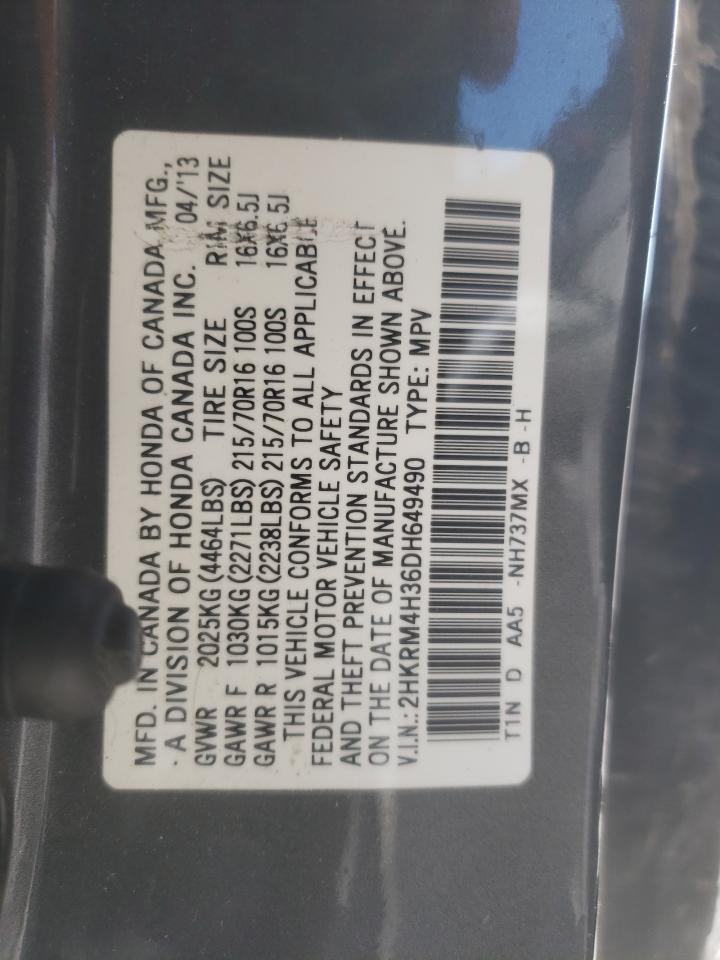 MFD. IN CANADA BY HONDA OF CANADA MFG.,
A DIVISION OF HONDA CANADA INC. 04/'13
GVWR 2025KG(4464LBS) TIRE SIZE RIM SIZE
GAWR F 1030KG(2271LBS) 215/70R16 100S 16X6.5J
GAWR R 1015KG(2238LBS) 215/70R16 100S 16X6.5J
THIS VEHICLE CONFORMS TO ALL APPLICABLE
FEDERAL MOTOR VEHICLE SAFETY
AND THEFT PREVENTION STANDARDS IN EFFECT
ON THE DATE OF MANUFACTURE SHOWN ABOVE.
V.I.N.: 2HKRM4H36DH649490 TYPE: MPV
T1N D AA5 -NH737MX -B -H